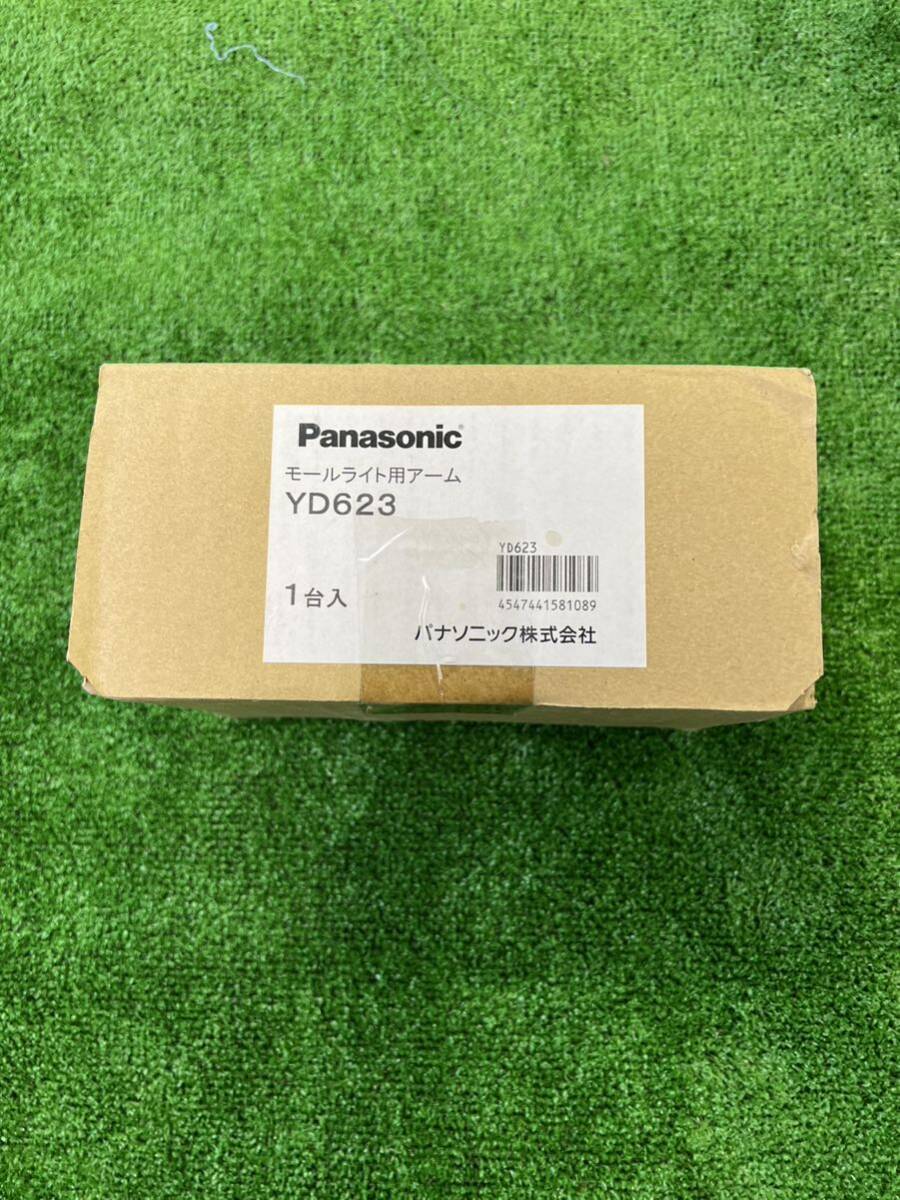 Panasonic
モールライト用アーム
YD623
YD623
1台入
4547441581089
パナソニック株式会社